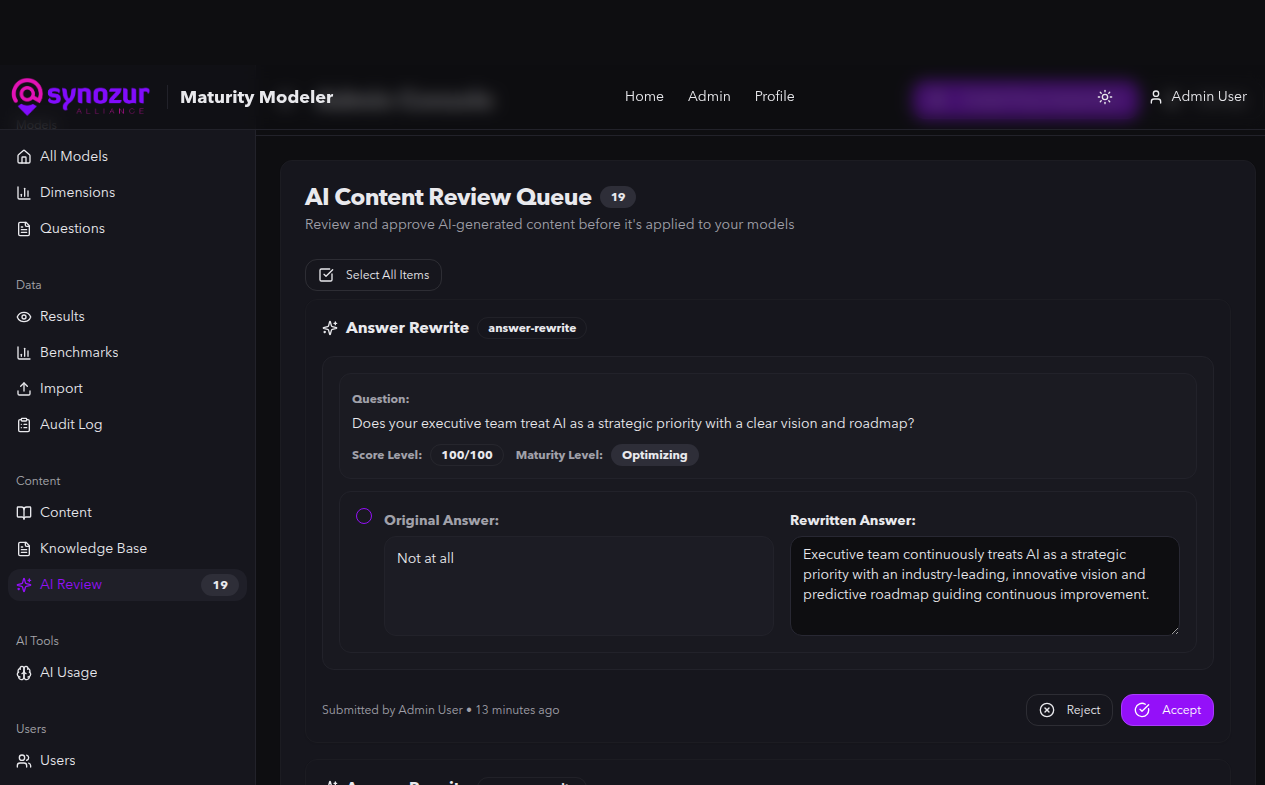 synozur
ALLIANCE
Maturity Modeler
Home
Admin
Profile
Admin User
Models
All Models
Dimensions
Questions
Data
Results
Benchmarks
Import
Audit Log
Content
Content
Knowledge Base
AI Review
19
AI Tools
AI Usage
Users
Users
AI Content Review Queue
19
Review and approve AI-generated content before it's applied to your models
Select All Items
Answer Rewrite
answer-rewrite
Question:
Does your executive team treat AI as a strategic priority with a clear vision and roadmap?
Score Level: 100/100 Maturity Level: Optimizing
Original Answer:
Not at all
Rewritten Answer:
Executive team continuously treats AI as a strategic
priority with an industry-leading, innovative vision and
predictive roadmap guiding continuous improvement.
Submitted by Admin User • 13 minutes ago
Reject
Accept